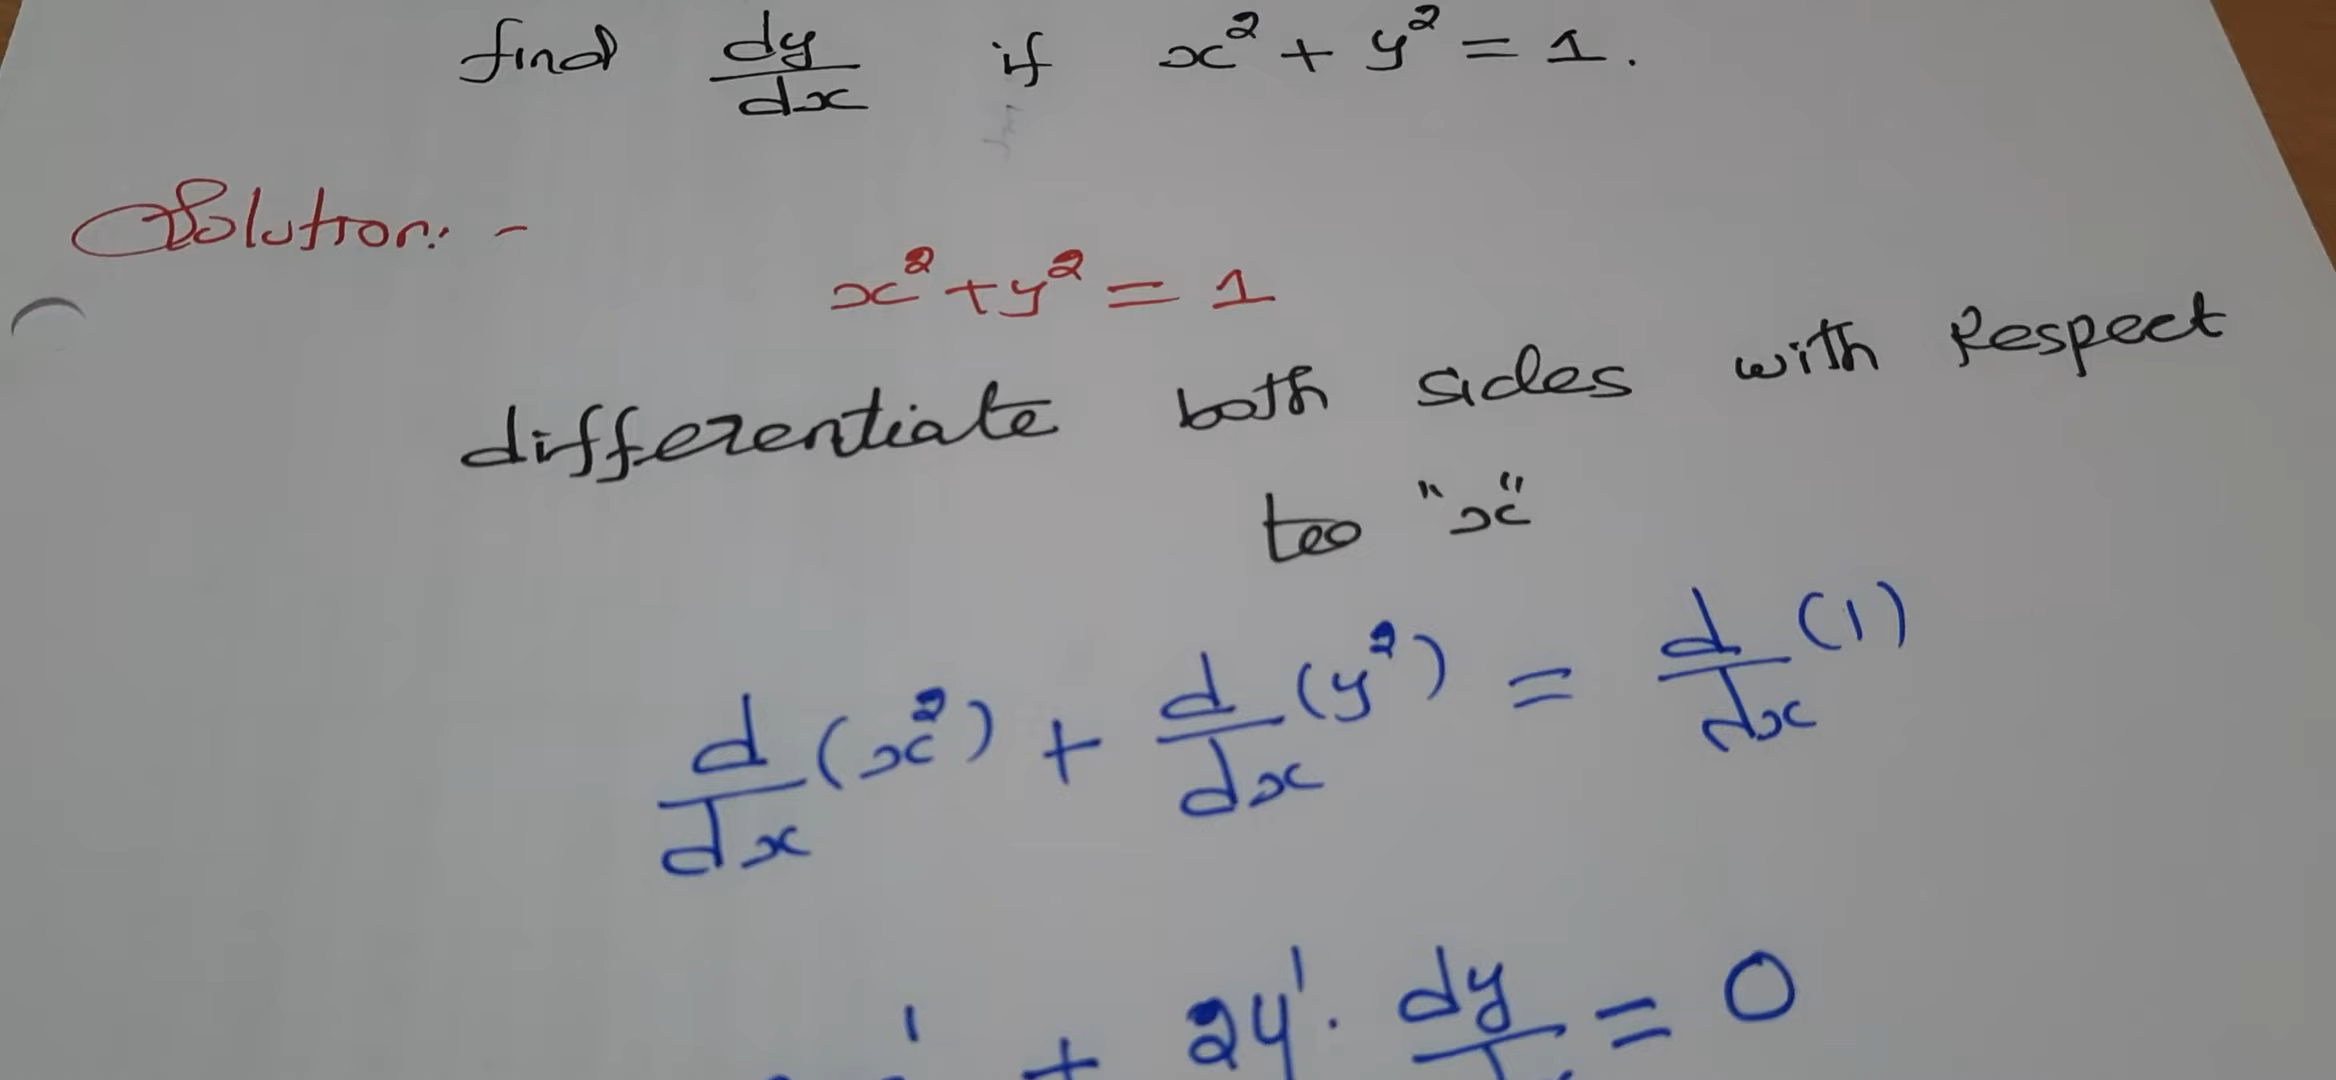 find dy/dx if x² + y² = 1.
Solution:-
x² + y² = 1
differentiate both sides with Respect
too "x"
d/dx (x²) + d/dx (y²) = d/dx (1)
+ 2y¹ · dy = 0